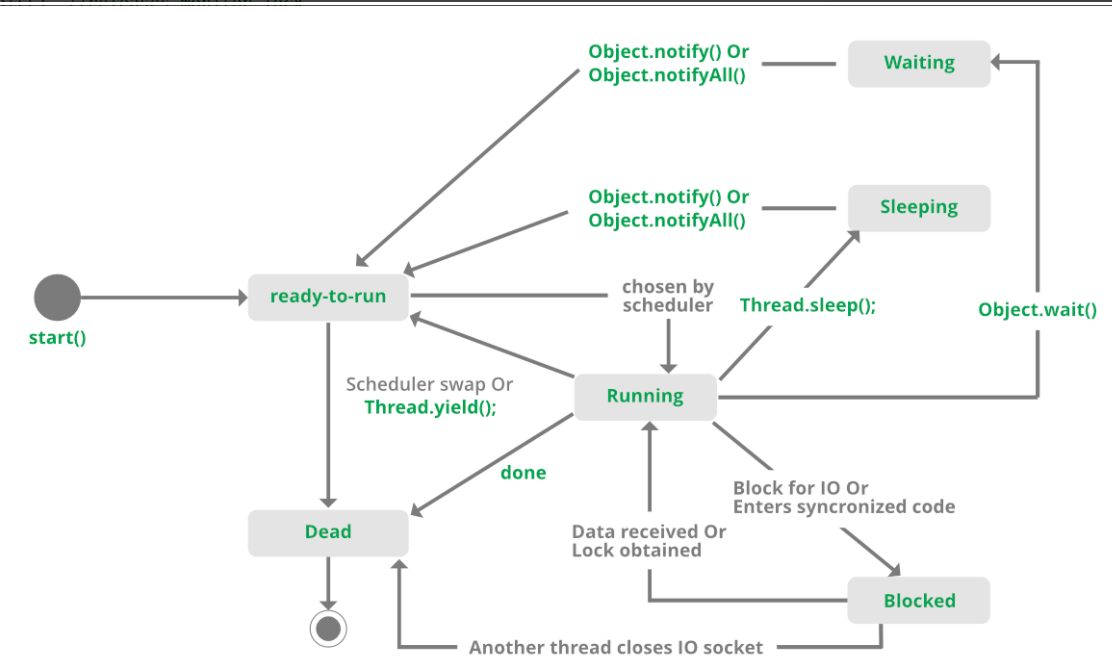 Object.notify() Or
Object.notifyAll()
Waiting
Object.notify() Or
Object.notifyAll()
Sleeping
ready-to-run
chosen by
scheduler
Thread.sleep();
Object.wait()
start()
Scheduler swap Or
Thread.yield();
Running
done
Block for IO Or
Enters syncronized code
Dead
Data received Or
Lock obtained
Blocked
Another thread closes IO socket